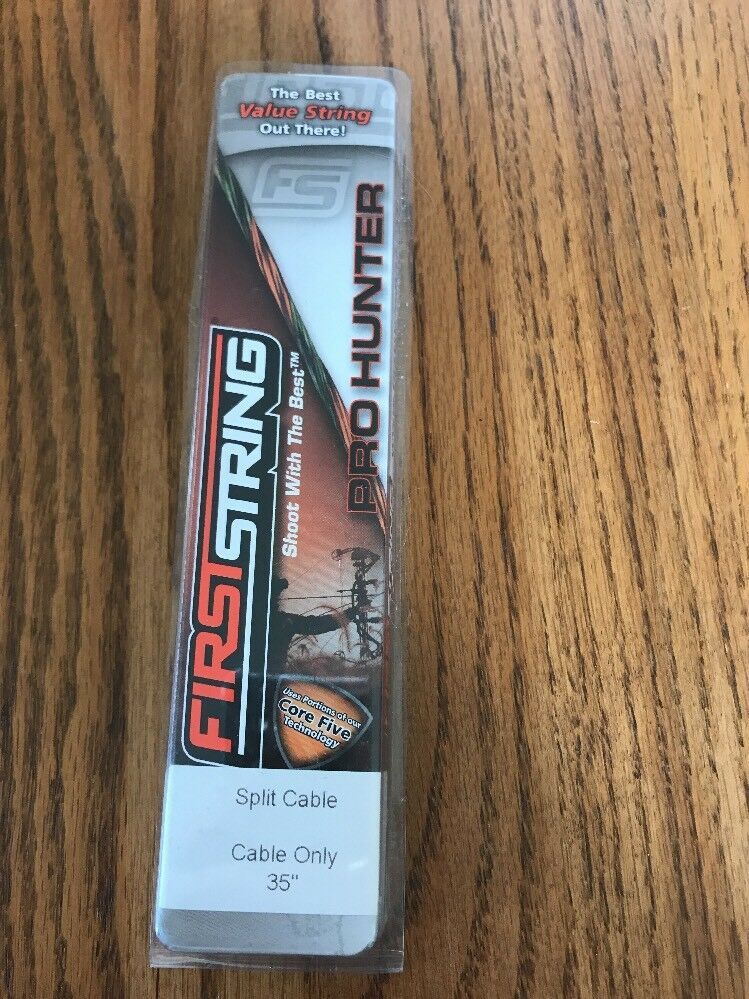 The Best
Value String
Out There!
FS
PRO HUNTER
FIRSTSTRING
Shoot With The Best™
Uses Portions of our
Core Five
Technology
Split Cable
Cable Only
35"